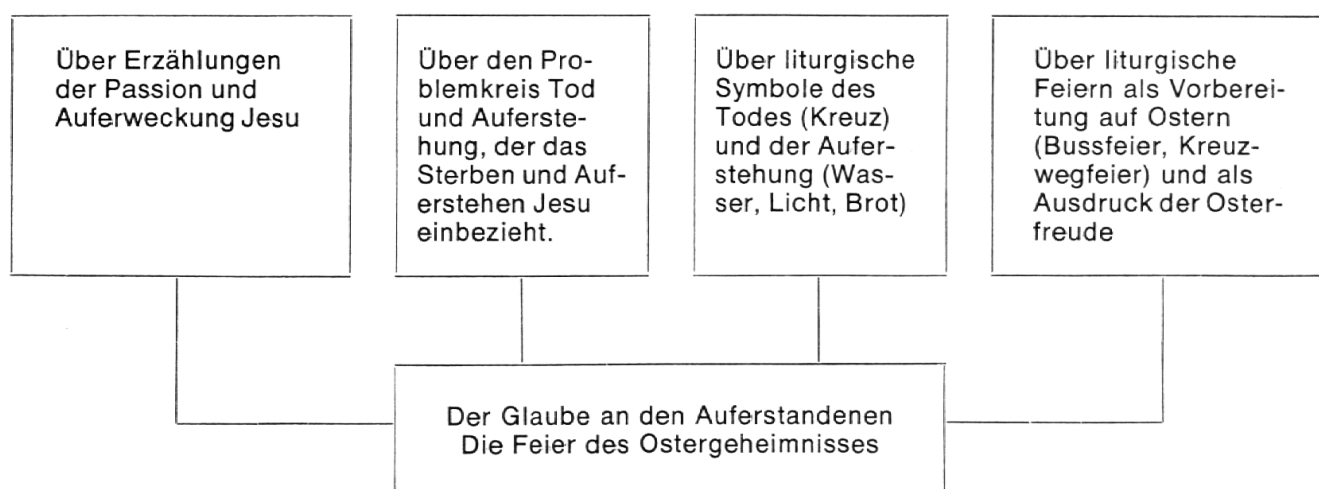 Über Erzählungen
der Passion und
Auferweckung Jesu
Über den Pro-
blemkreis Tod
und Auferste-
hung, der das
Sterben und Auf-
erstehen Jesu
einbezieht.
Über liturgische
Symbole des
Todes (Kreuz)
und der Aufer-
stehung (Was-
ser, Licht, Brot)
Über liturgische
Feiern als Vorberei-
tung auf Ostern
(Bussfeier, Kreuz-
wegfeier) und als
Ausdruck der Oster-
freude
Der Glaube an den Auferstandenen
Die Feier des Ostergeheimnisses